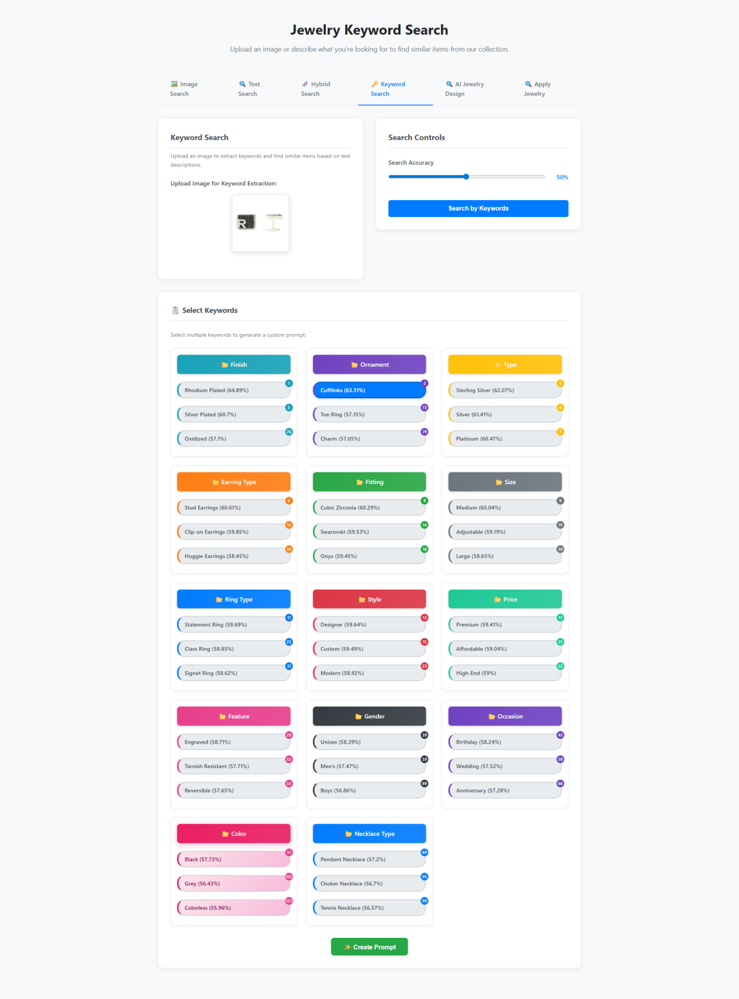 Jewelry Keyword Search
Upload an image or describe what you're looking for to find similar items from our collection.
Image Search
Text Search
Hybrid Search
Keyword Search
AI Jewelry Design
Apply Jewelry
Keyword Search
Upload an image to extract keywords and find similar items based on text
descriptions.
Upload Image for Keyword Extraction:
R
Search Controls
Search Accuracy
50%
Search by Keywords
Select Keywords
Select multiple keywords to generate a custom prompt:
Finish
1
Rhodium Plated (64.89%)
5
Silver Plated (60.7%)
76
Oxidized (57.1%)
Ornament
2
Cufflinks (63.31%)
72
Toe Ring (57.15%)
79
Charm (57.05%)
Type
3
Sterling Silver (62.07%)
4
Silver (61.41%)
7
Platinum (60.47%)
Earring Type
6
Stud Earrings (60.61%)
10
Clip-on Earrings (59.85%)
36
Huggie Earrings (58.45%)
Fitting
8
Cubic Zirconia (60.29%)
14
Swarovski (59.53%)
16
Onyx (59.45%)
Size
9
Medium (60.04%)
19
Adjustable (59.19%)
30
Large (58.65%)
Ring Type
11
Statement Ring (59.69%)
25
Class Ring (58.85%)
31
Signet Ring (58.62%)
Style
13
Designer (59.64%)
15
Custom (59.49%)
23
Modern (58.92%)
Price
17
Premium (59.41%)
21
Affordable (59.04%)
22
High-End (59%)
Feature
28
Engraved (58.71%)
52
Tarnish Resistant (57.71%)
55
Reversible (57.65%)
Gender
39
Unisex (58.39%)
59
Men's (57.47%)
89
Boys (56.86%)
Occasion
42
Birthday (58.24%)
58
Wedding (57.52%)
66
Anniversary (57.28%)
Color
51
Black (57.73%)
102
Grey (56.43%)
123
Colorless (55.96%)
Necklace Type
69
Pendant Necklace (57.2%)
95
Choker Necklace (56.7%)
99
Tennis Necklace (56.57%)
Create Prompt